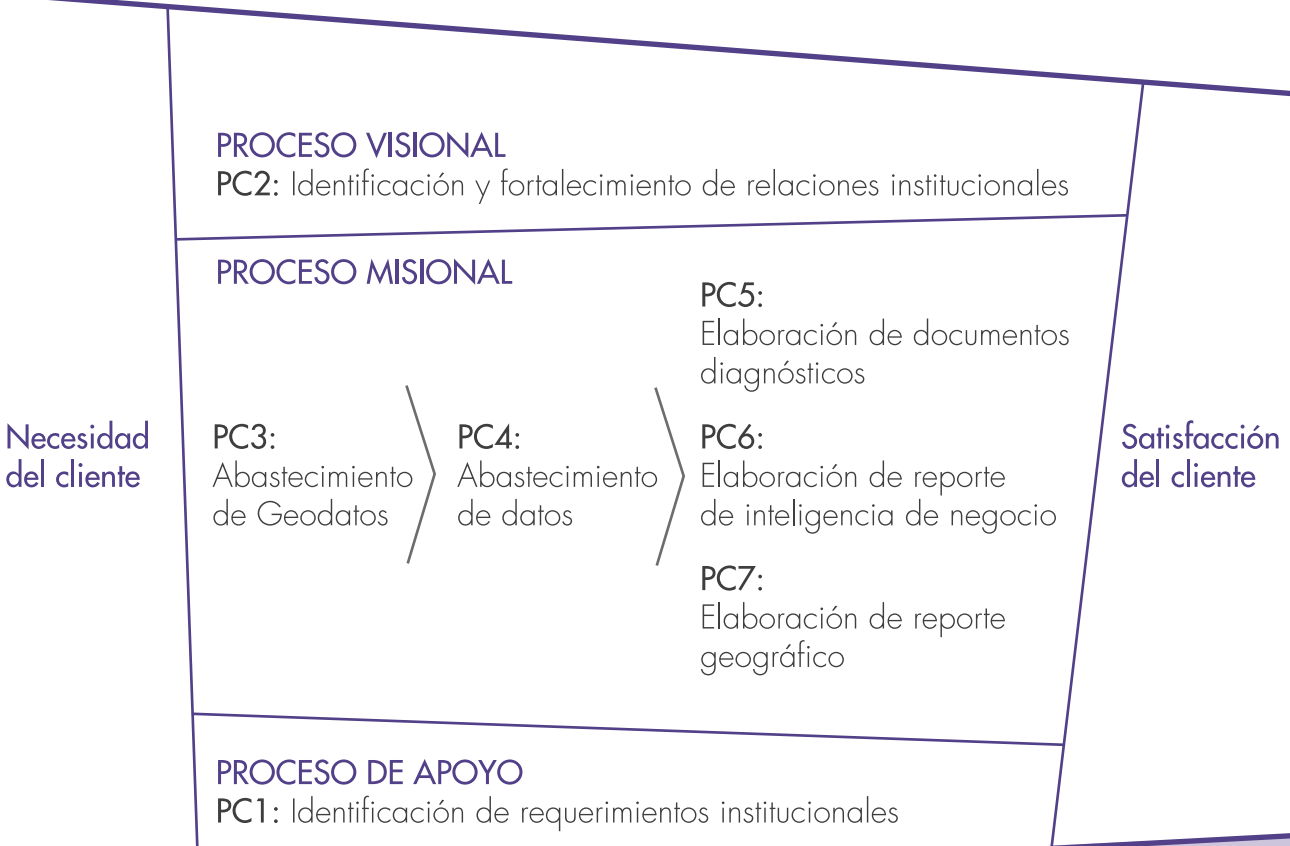 PROCESO VISIONAL
PC2: Identificación y fortalecimiento de relaciones institucionales
PROCESO MISIONAL
Necesidad
del cliente
PC3:
Abastecimiento
de Geodatos
PC4:
Abastecimiento
de datos
PC5:
Elaboración de documentos
diagnósticos
PC6:
Elaboración de reporte
de inteligencia de negocio
PC7:
Elaboración de reporte
geográfico
Satisfacción
del cliente
PROCESO DE APOYO
PC1: Identificación de requerimientos institucionales